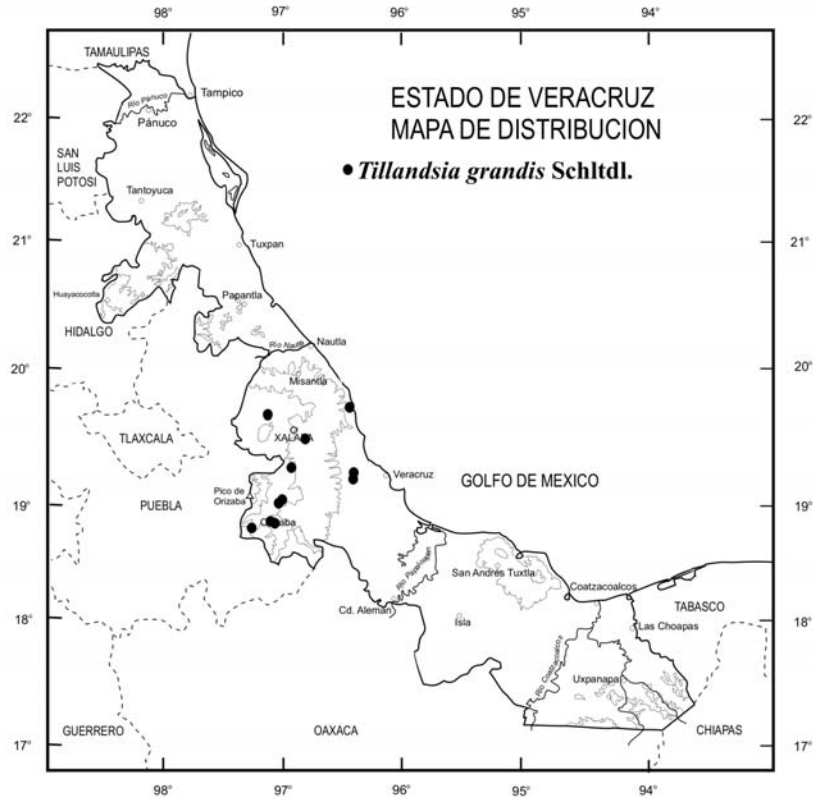 98° 97° 96° 95° 94°
TAMAULIPAS
Río Pánuco
Tampico
Pánuco
ESTADO DE VERACRUZ
MAPA DE DISTRIBUCION
Tillandsia grandis Schltdl.
22° 22°
SAN
LUIS
POTOSI
Tantoyuca
21° 21°
Tuxpan
Huayacocotla
Papantla
HIDALGO
Río Nautla
Nautla
20° 20°
Misantla
TLAXCALA
XALAPA
Veracruz
GOLFO DE MEXICO
Pico de
Orizaba
PUEBLA
19° 19°
Río Papaloapan
San Andrés Tuxtla
Coatzacoalcos
TABASCO
Cd. Alemán
Isla
Las Choapas
18° 18°
Río Coatzacoalcos
Uxpanapa
GUERRERO
OAXACA
CHIAPAS
17° 17°
98° 97° 96° 95° 94°